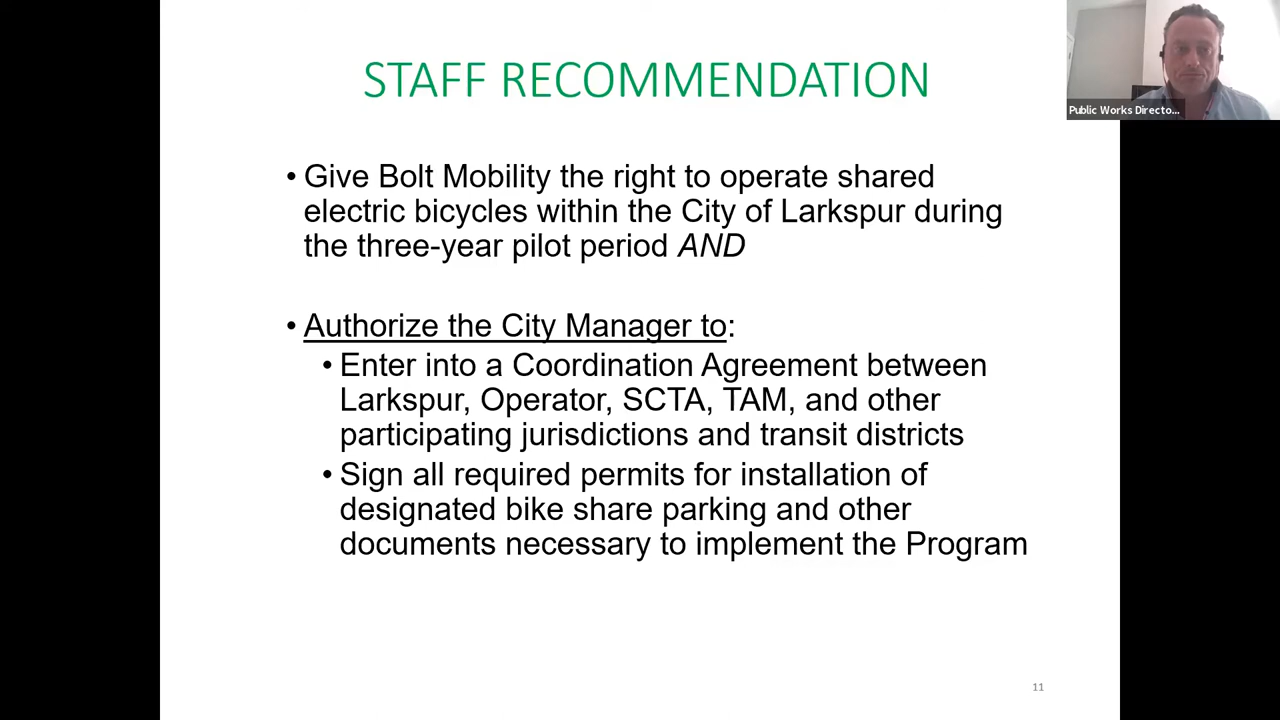 STAFF RECOMMENDATION
Public Works Directo...
• Give Bolt Mobility the right to operate shared
electric bicycles within the City of Larkspur during
the three-year pilot period AND
• Authorize the City Manager to:
• Enter into a Coordination Agreement between
Larkspur, Operator, SCTA, TAM, and other
participating jurisdictions and transit districts
• Sign all required permits for installation of
designated bike share parking and other
documents necessary to implement the Program
11